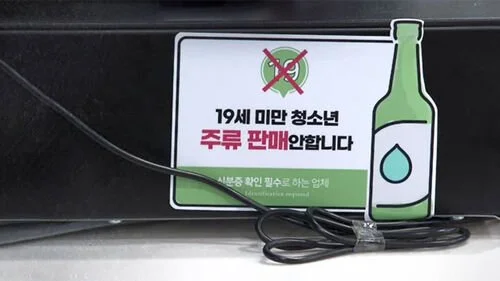 19
19세 미만 청소년
주류 판매안합니다
신분증 확인 필수로 하는 업체
Identification required